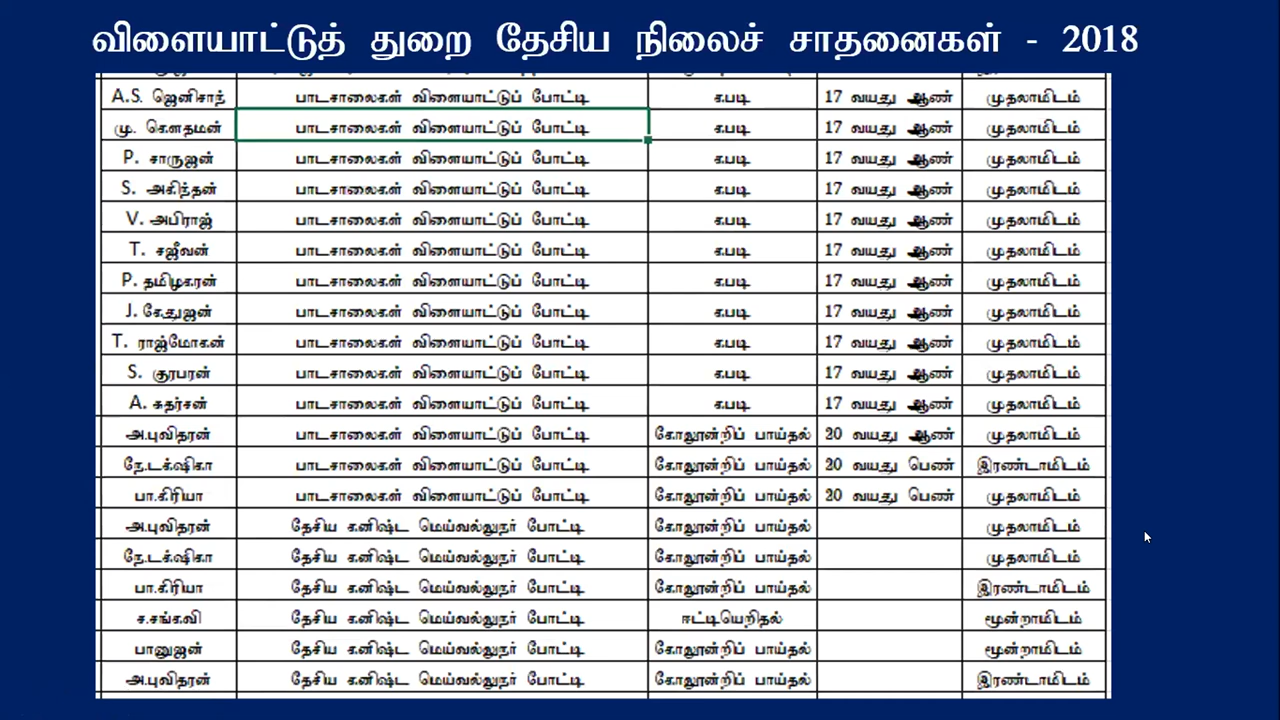 விளையாட்டுத் துறை தேசிய நிலைச் சாதனைகள் - 2018
A.S. ஜெனிசாந் பாடசாலைகள் விளையாட்டுப் போட்டி கபடி 17 வயது ஆண் முதலாமிடம்
மு. கௌதமன் பாடசாலைகள் விளையாட்டுப் போட்டி கபடி 17 வயது ஆண் முதலாமிடம்
P. சாருஜன் பாடசாலைகள் விளையாட்டுப் போட்டி கபடி 17 வயது ஆண் முதலாமிடம்
S. அகிந்தன் பாடசாலைகள் விளையாட்டுப் போட்டி கபடி 17 வயது ஆண் முதலாமிடம்
V. அபிராஜ் பாடசாலைகள் விளையாட்டுப் போட்டி கபடி 17 வயது ஆண் முதலாமிடம்
T. சஜீவன் பாடசாலைகள் விளையாட்டுப் போட்டி கபடி 17 வயது ஆண் முதலாமிடம்
P. தமிழகரன் பாடசாலைகள் விளையாட்டுப் போட்டி கபடி 17 வயது ஆண் முதலாமிடம்
J. கேதுஜன் பாடசாலைகள் விளையாட்டுப் போட்டி கபடி 17 வயது ஆண் முதலாமிடம்
T. ராஜ்மோகன் பாடசாலைகள் விளையாட்டுப் போட்டி கபடி 17 வயது ஆண் முதலாமிடம்
S. குரபரன் பாடசாலைகள் விளையாட்டுப் போட்டி கபடி 17 வயது ஆண் முதலாமிடம்
A. சுதர்சன் பாடசாலைகள் விளையாட்டுப் போட்டி கபடி 17 வயது ஆண் முதலாமிடம்
அ.புவிதரன் பாடசாலைகள் விளையாட்டுப் போட்டி கோலூன்றிப் பாய்தல் 20 வயது ஆண் முதலாமிடம்
நே.டக்ஷிகா பாடசாலைகள் விளையாட்டுப் போட்டி கோலூன்றிப் பாய்தல் 20 வயது பெண் இரண்டாமிடம்
பா.கிரியா பாடசாலைகள் விளையாட்டுப் போட்டி கோலூன்றிப் பாய்தல் 20 வயது பெண் முதலாமிடம்
அ.புவிதரன் தேசிய கனிஷ்ட மெய்வல்லுநர் போட்டி கோலூன்றிப் பாய்தல் முதலாமிடம்
நே.டக்ஷிகா தேசிய கனிஷ்ட மெய்வல்லுநர் போட்டி கோலூன்றிப் பாய்தல் முதலாமிடம்
பா.கிரியா தேசிய கனிஷ்ட மெய்வல்லுநர் போட்டி கோலூன்றிப் பாய்தல் இரண்டாமிடம்
ச.சங்கவி தேசிய கனிஷ்ட மெய்வல்லுநர் போட்டி ஈட்டியெறிதல் மூன்றாமிடம்
பானுஜன் தேசிய கனிஷ்ட மெய்வல்லுநர் போட்டி கோலூன்றிப் பாய்தல் மூன்றாமிடம்
அ.புவிதரன் தேசிய கனிஷ்ட மெய்வல்லுநர் போட்டி கோலூன்றிப் பாய்தல் இரண்டாமிடம்